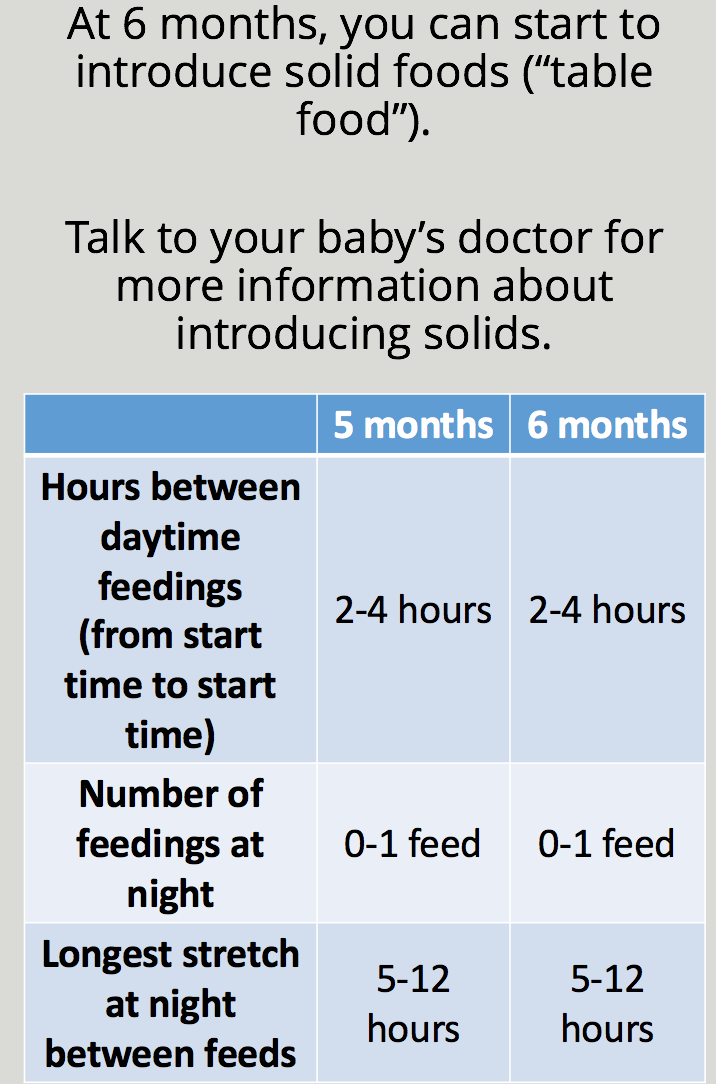 At 6 months, you can start to
introduce solid foods (“table
food”).
Talk to your baby’s doctor for
more information about
introducing solids.
5 months 6 months
Hours between
daytime
feedings
(from start
time to start
time)
2-4 hours 2-4 hours
Number of
feedings at
night
0-1 feed 0-1 feed
Longest stretch
at night
between feeds
5-12
hours
5-12
hours